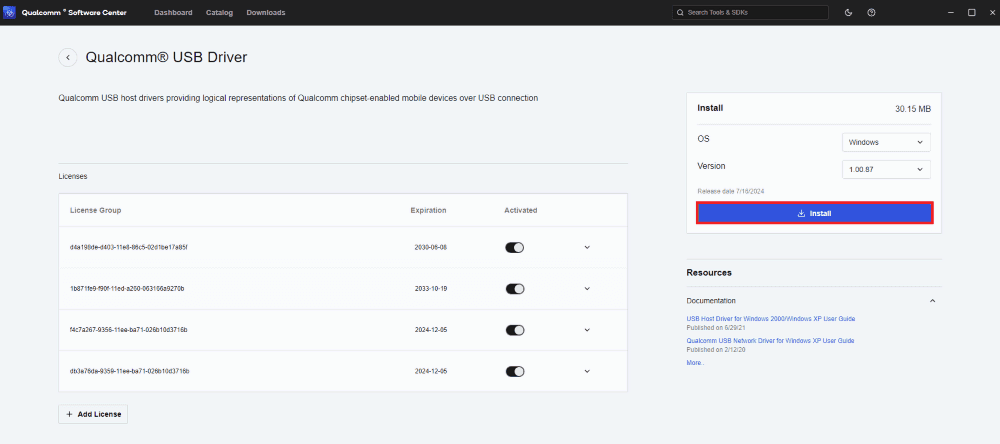 Qualcomm® Software Center Dashboard Catalog Downloads Search Tools & SDKs
Qualcomm® USB Driver
Qualcomm USB host drivers providing logical representations of Qualcomm chipset-enabled mobile devices over USB connection
Licenses
License Group Expiration Activated
d4a198de-d403-11e8-86c5-02d1be17a85f 2030-06-08
1b871fe9-f90f-11ed-a260-063166a9270b 2033-10-19
f4c7a267-9356-11ee-ba71-026b10d3716b 2024-12-05
db3a76da-9359-11ee-ba71-026b10d3716b 2024-12-05
+ Add License
Install 30.15 MB
OS Windows
Version 1.00.87
Release date 7/16/2024
Install
Resources
Documentation
USB Host Driver for Windows 2000/Windows XP User Guide
Published on 6/29/21
Qualcomm USB Network Driver for Windows XP User Guide
Published on 2/12/20
More..